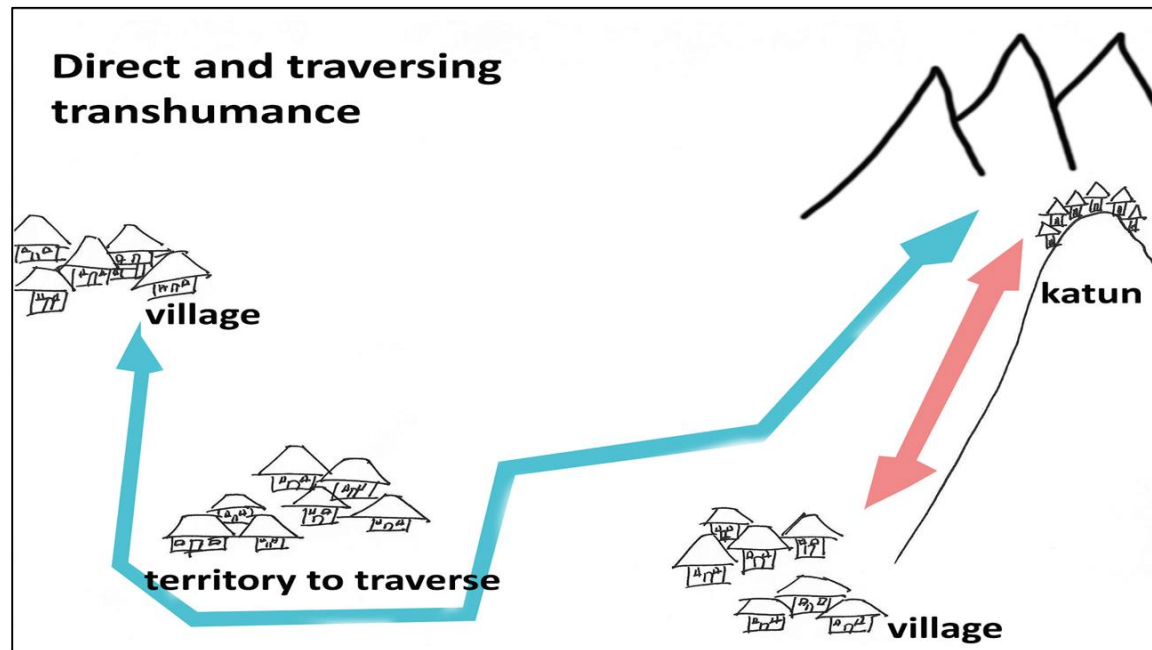 Direct and traversing
transhumance
village
katun
territory to traverse
village